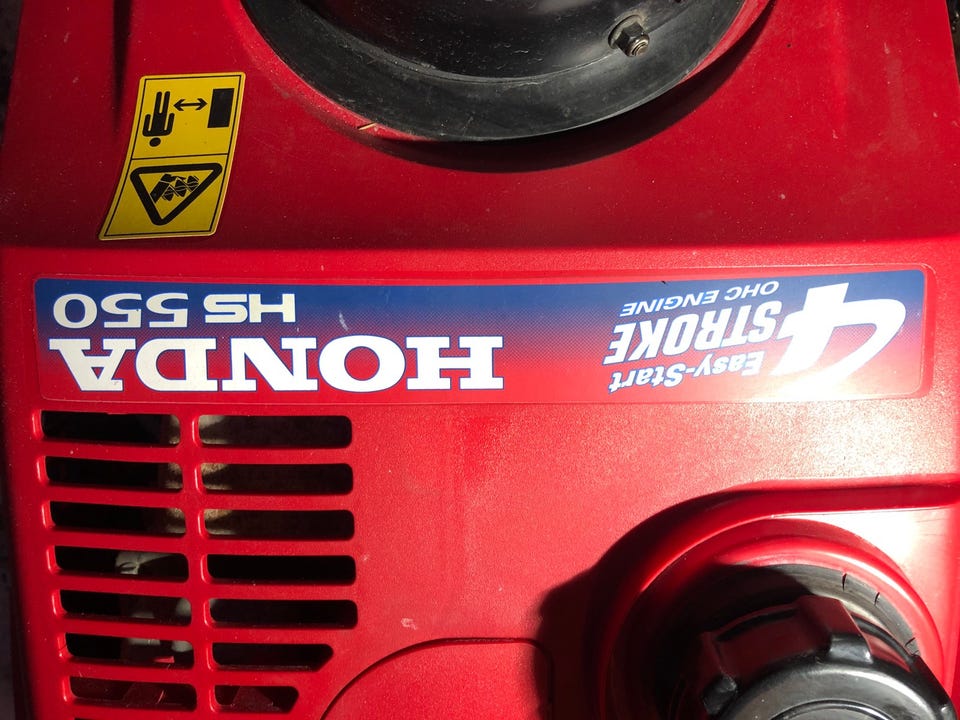 HONDA
HS 550
4
Easy-Start
STROKE
OHC ENGINE